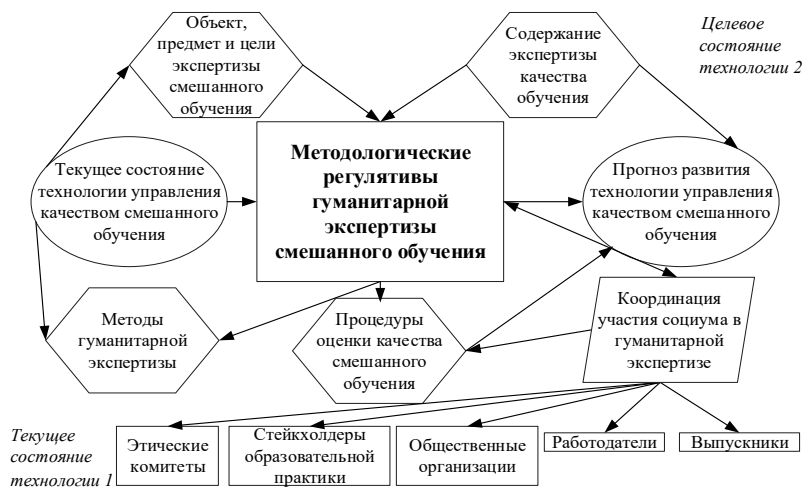 Объект,
предмет и цели
экспертизы
смешанного
обучения
Содержание
экспертизы
качества
обучения
Целевое
состояние
технологии 2
Текущее состояние
технологии управления
качеством смешанного
обучения
Методологические
регулятивы
гуманитарной
экспертизы
смешанного обучения
Прогноз развития
технологии управления
качеством смешанного
обучения
Методы
гуманитарной
экспертизы
Процедуры
оценки качества
смешанного
обучения
Координация
участия социума в
гуманитарной
экспертизе
Текущее
состояние
технологии 1
Этические
комитеты
Стейкхолдеры
образовательной
практики
Общественные
организации
Работодатели
Выпускники